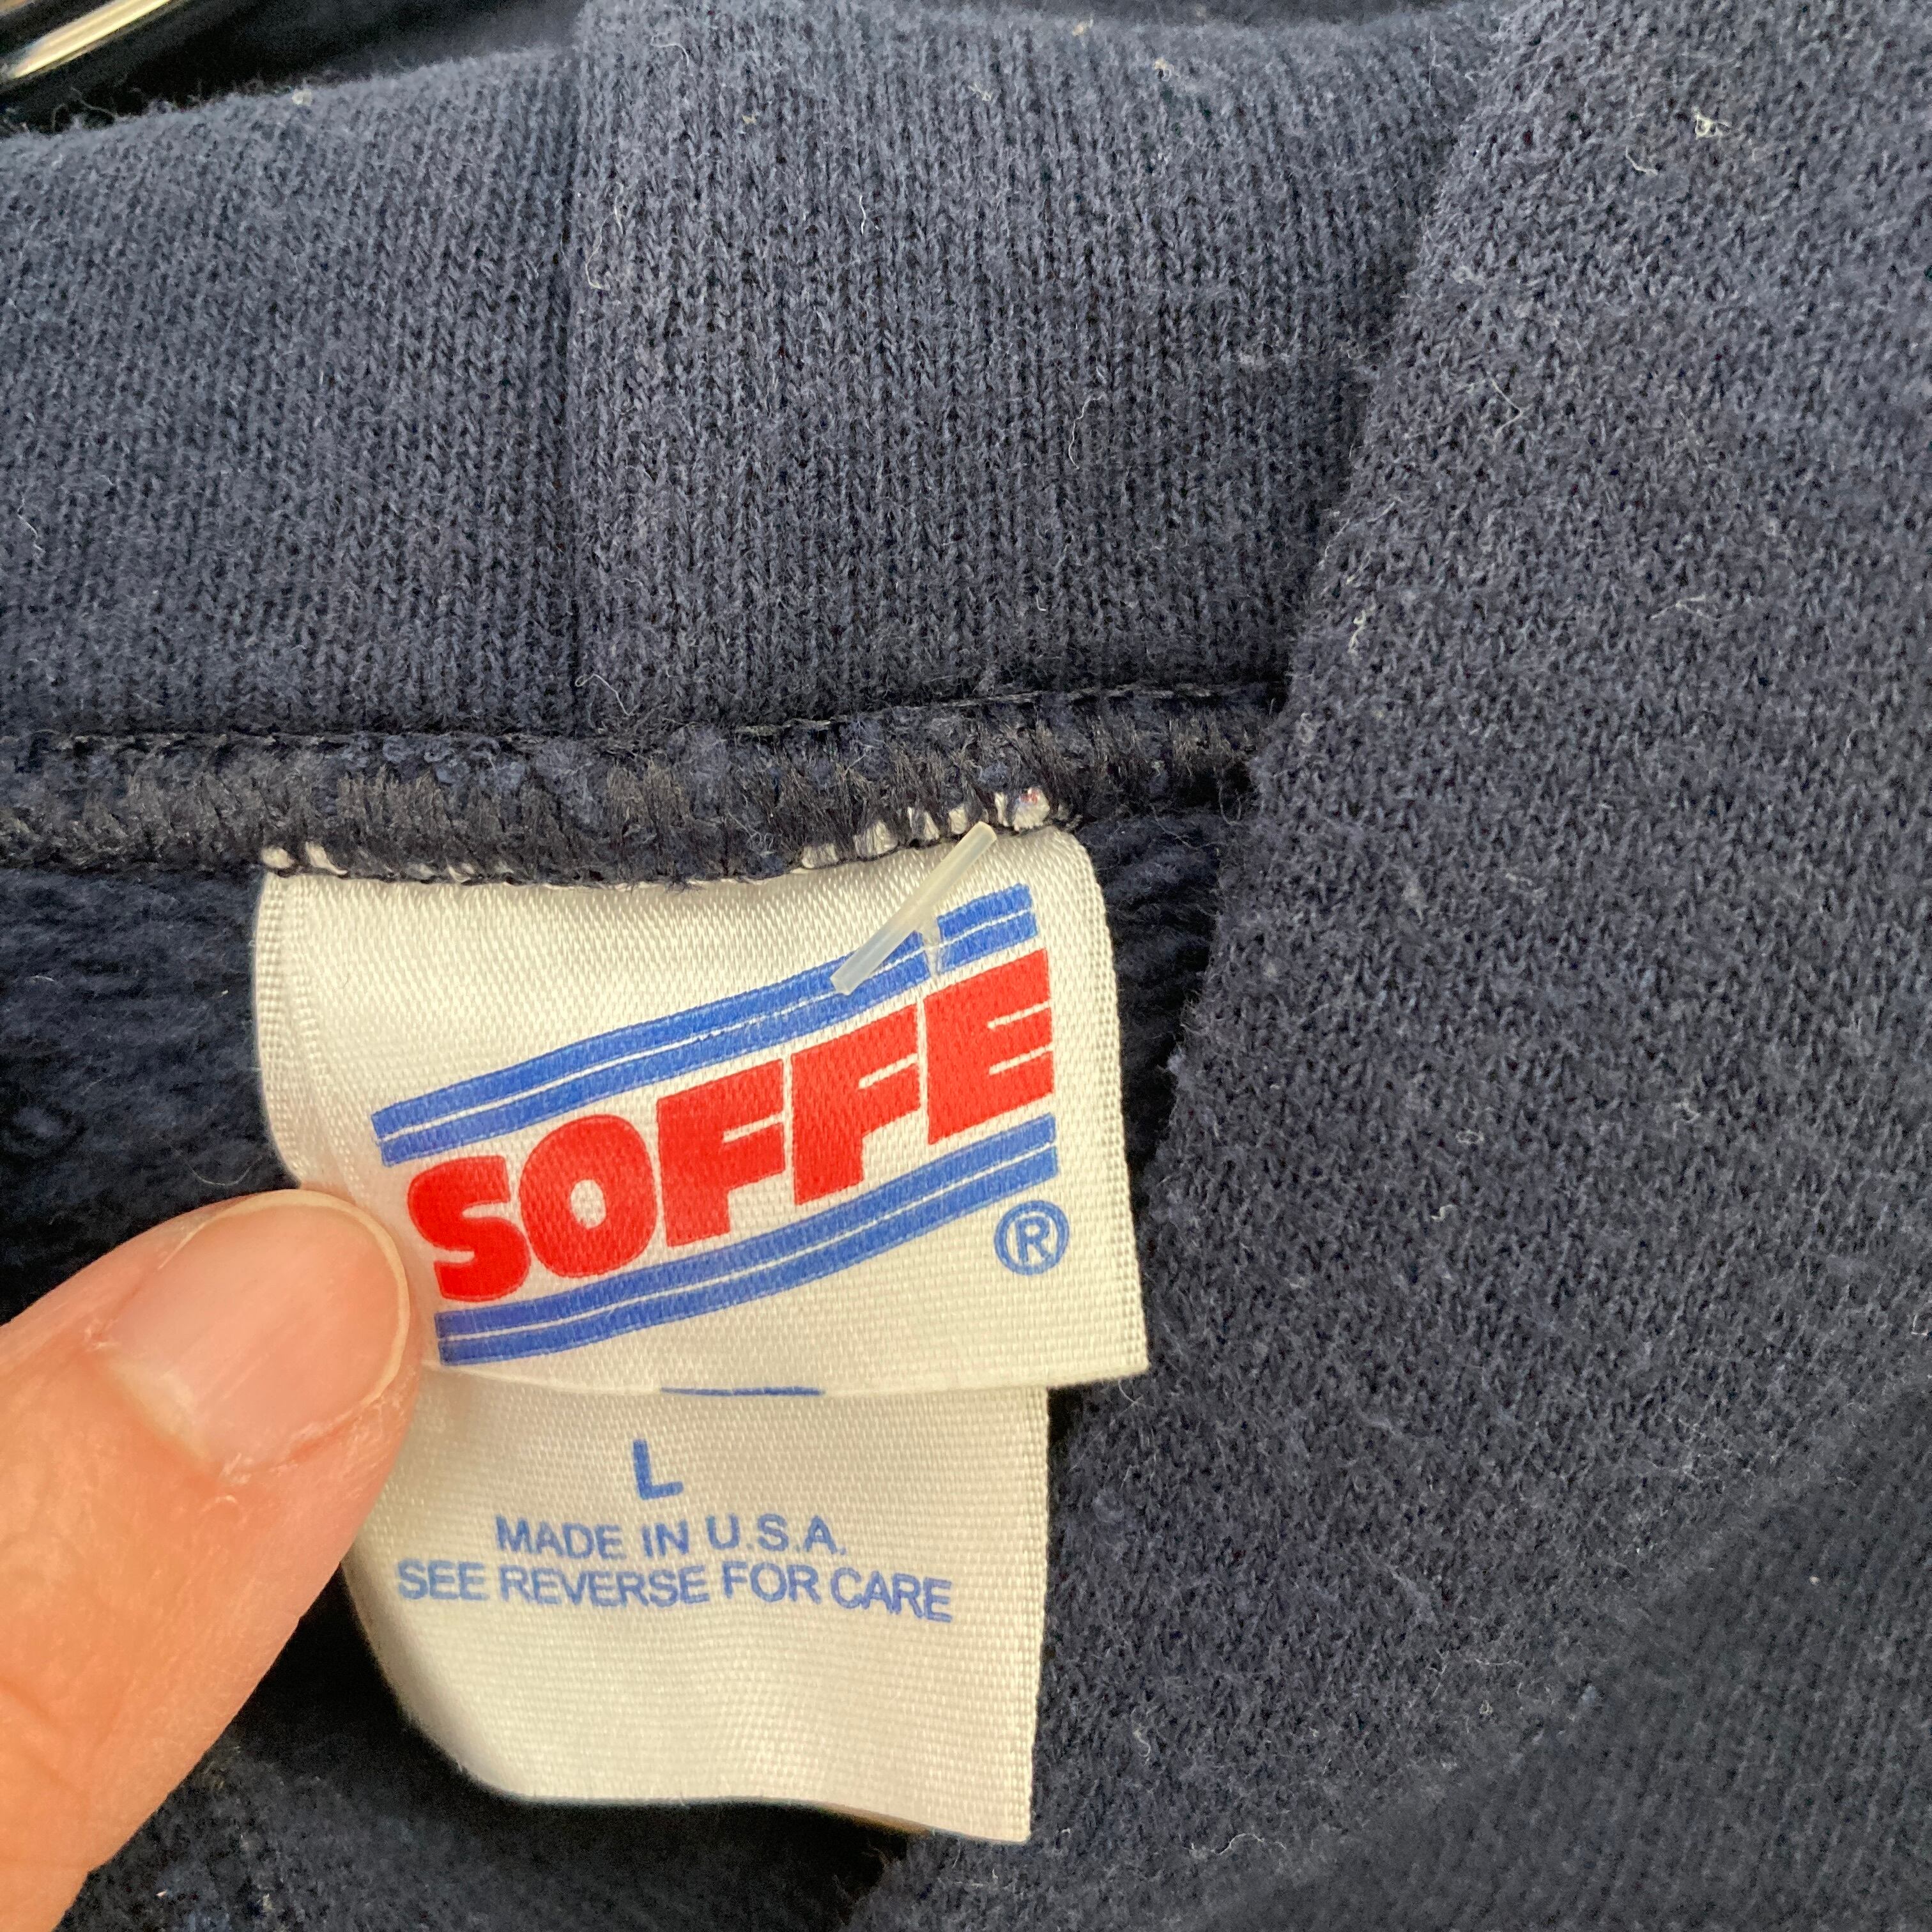 SOFFE
®
L
MADE IN U.S.A.
SEE REVERSE FOR CARE